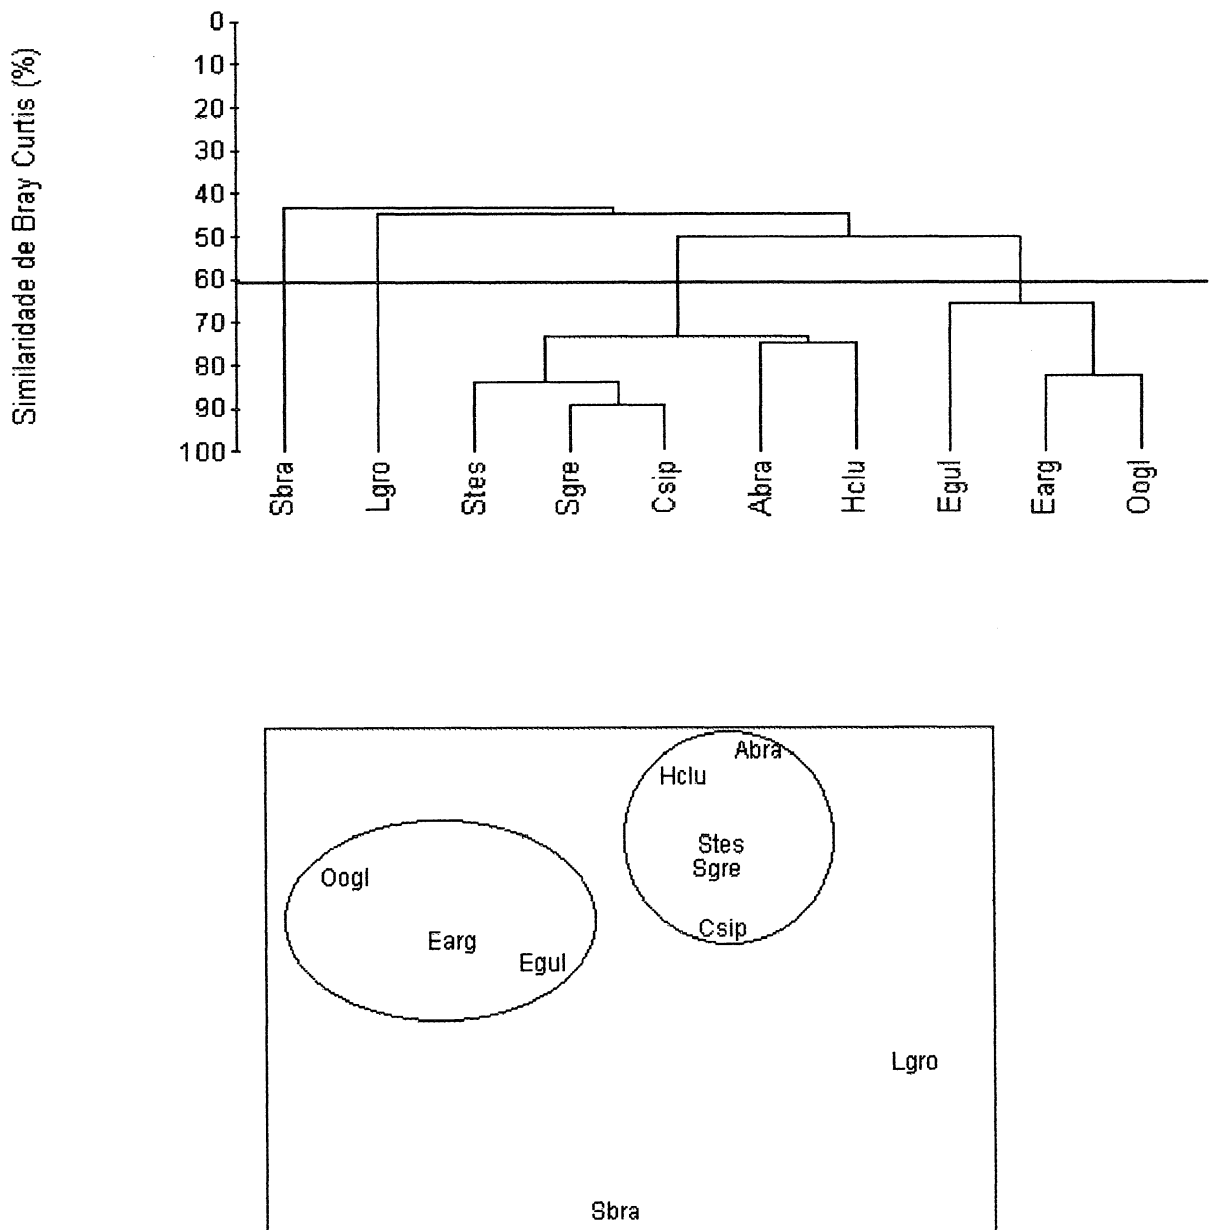 Similaridade de Bray Curtis (%)
0
10
20
30
40
50
60
70
80
90
100
Sbra
Lgro
Stes
Sgre
Csip
Abra
Hclu
Egul
Earg
Oogl
Abra
Hclu
Stes
Sgre
Oogl
Csip
Earg
Egul
Lgro
Sbra